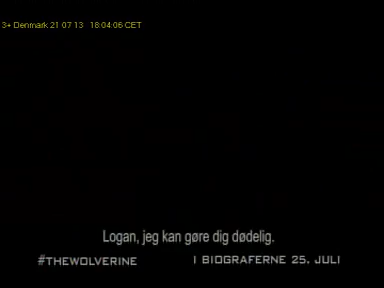 3+ Denmark 21 07 13 18:04:06 CET
Logan, jeg kan gøre dig dødelig.
#THEWOLVERINE I BIOGRAFERNE 25. JULI